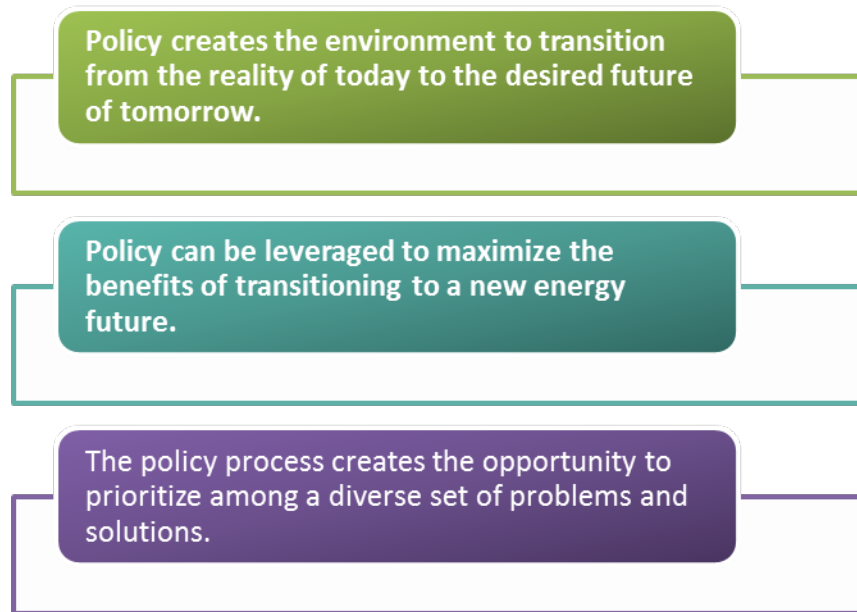 Policy creates the environment to transition
from the reality of today to the desired future
of tomorrow.
Policy can be leveraged to maximize the
benefits of transitioning to a new energy
future.
The policy process creates the opportunity to
prioritize among a diverse set of problems and
solutions.